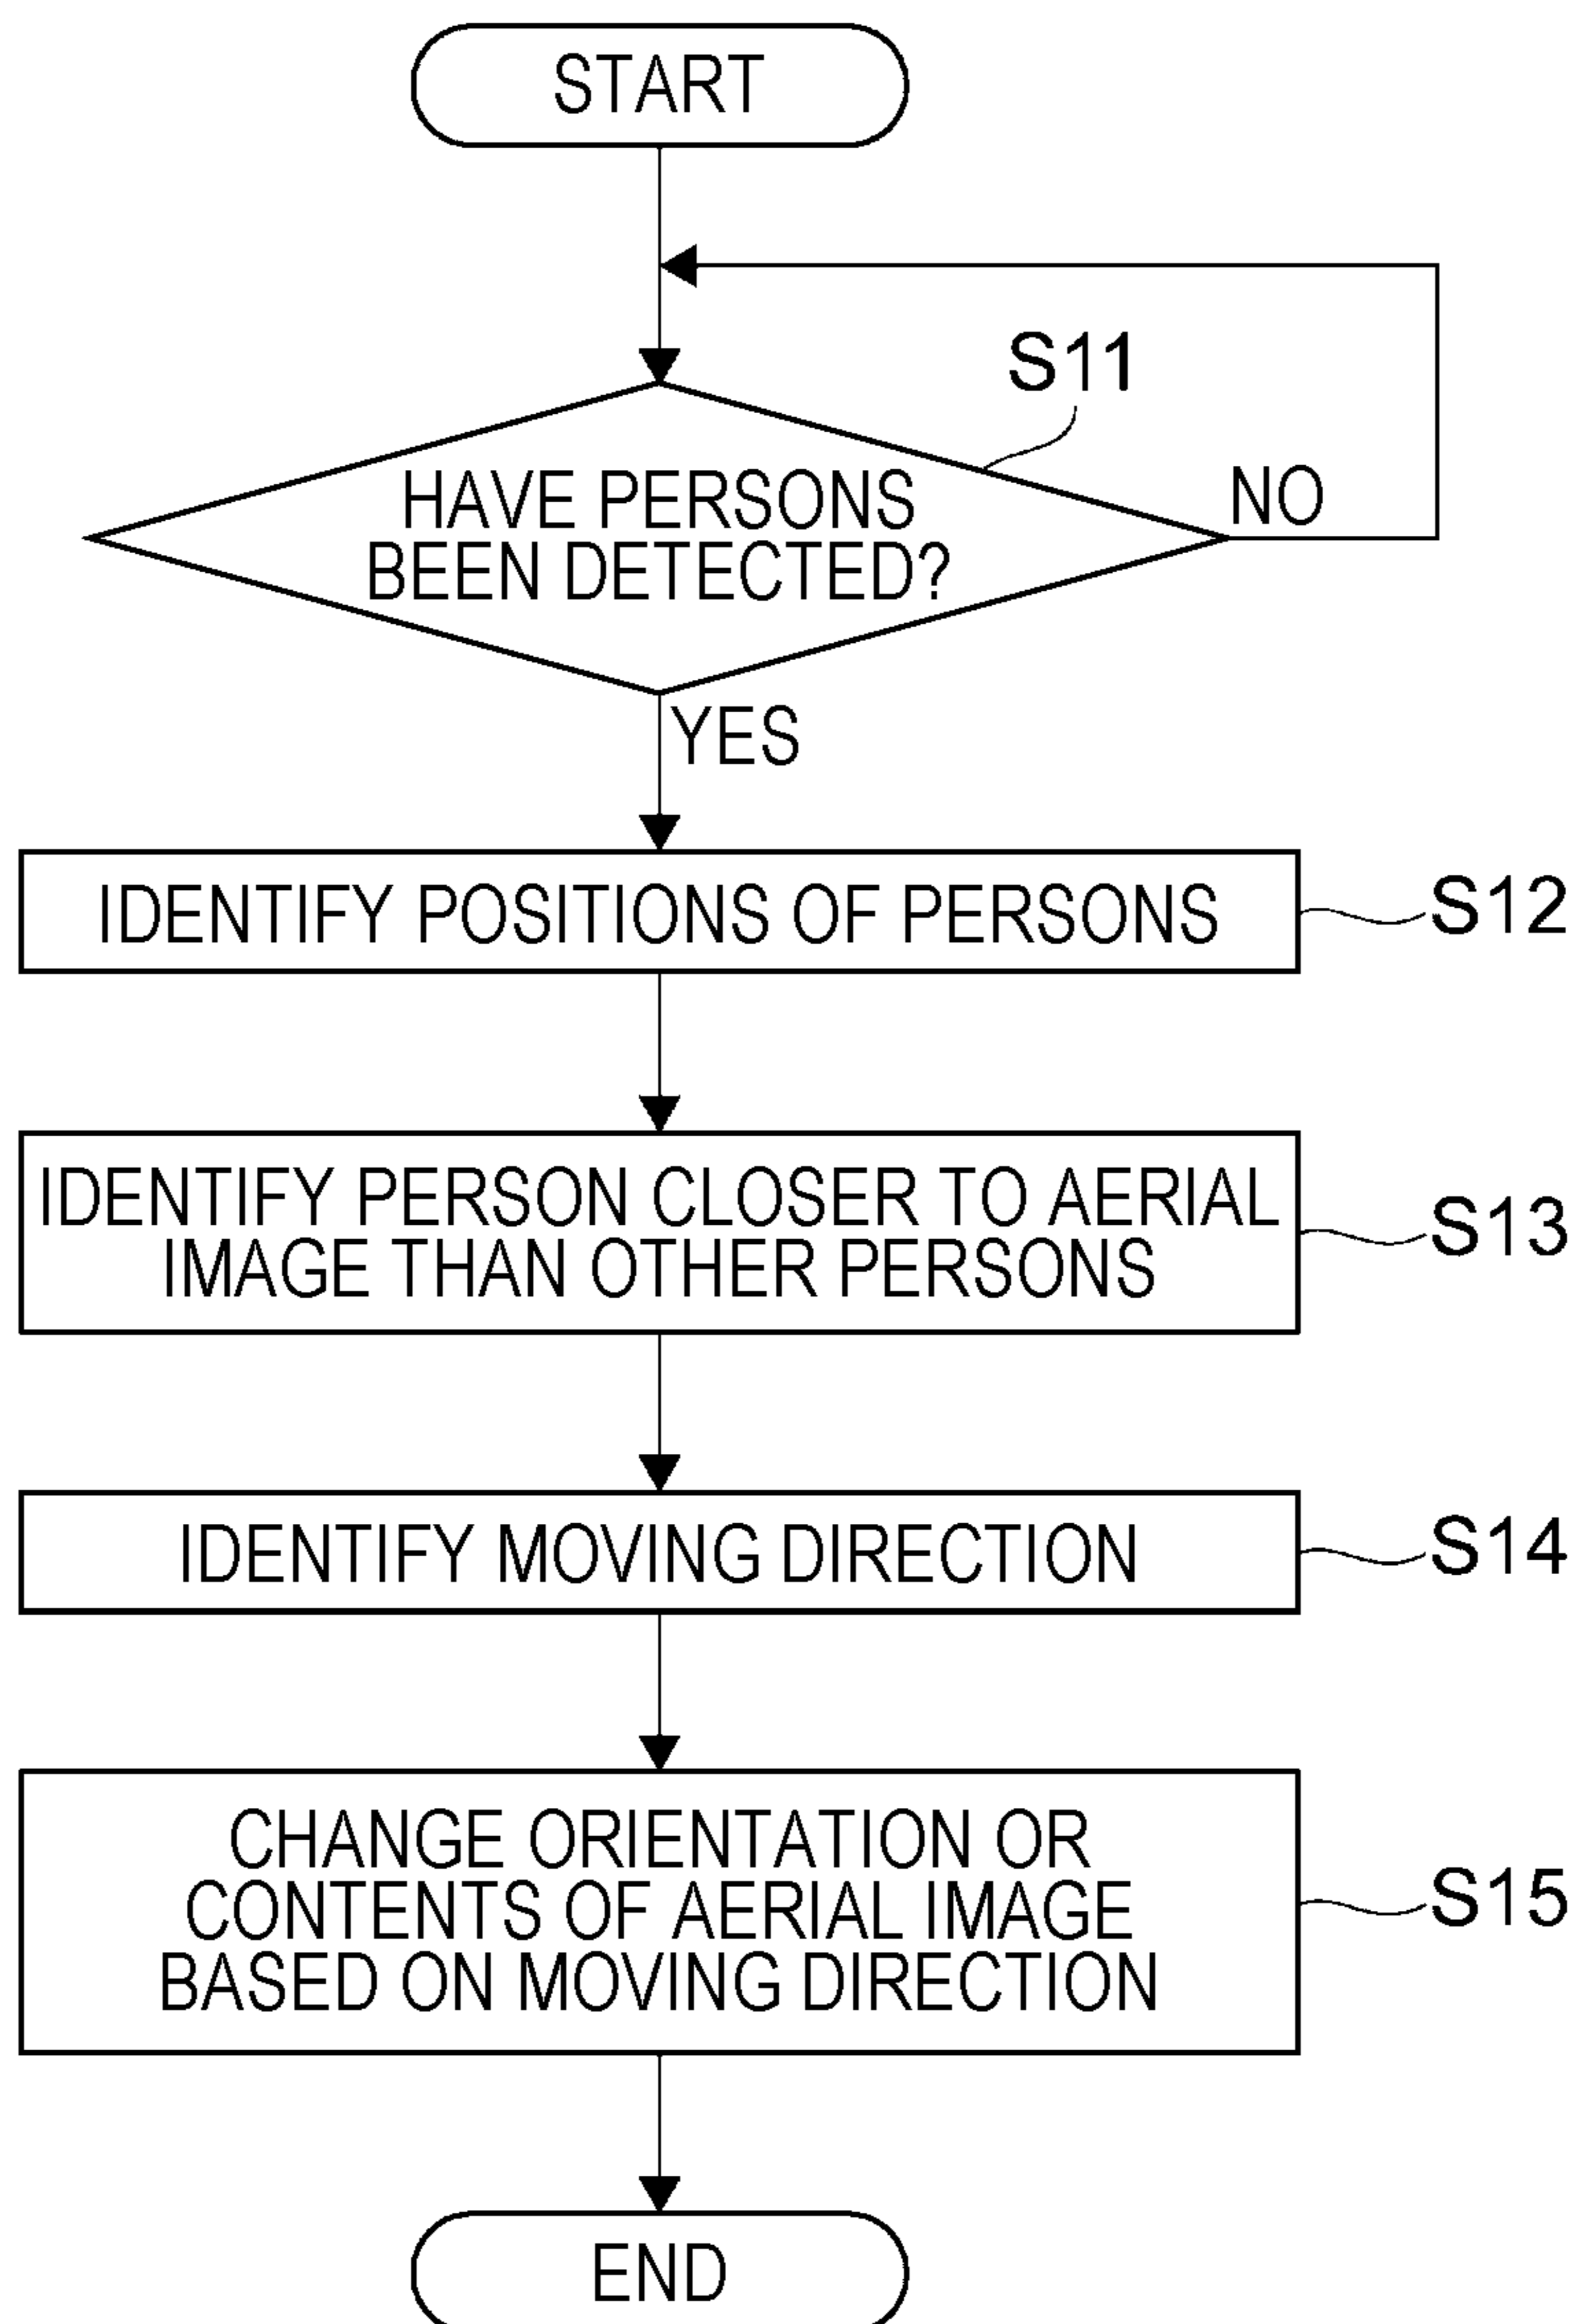 START
S11
HAVE PERSONS
BEEN DETECTED?
NO
YES
IDENTIFY POSITIONS OF PERSONS
S12
IDENTIFY PERSON CLOSER TO AERIAL
IMAGE THAN OTHER PERSONS
S13
IDENTIFY MOVING DIRECTION
S14
CHANGE ORIENTATION OR
CONTENTS OF AERIAL IMAGE
BASED ON MOVING DIRECTION
S15
END